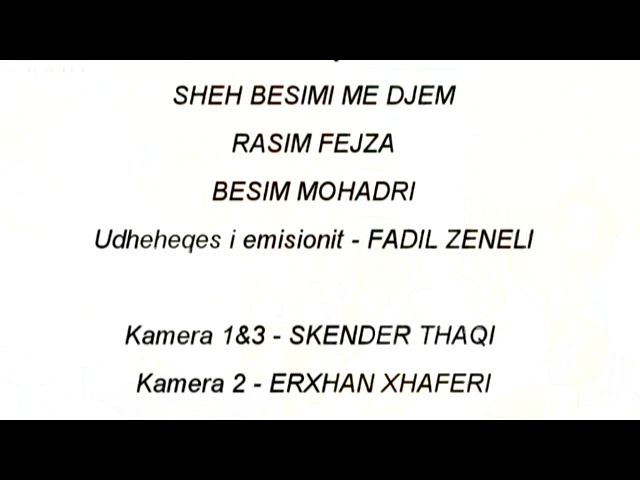 SHEH BESIMI ME DJEM
RASIM FEJZA
BESIM MOHADRI
Udheheqes i emisionit - FADIL ZENELI
Kamera 1&3 - SKENDER THAQI
Kamera 2 - ERXHAN XHAFERI